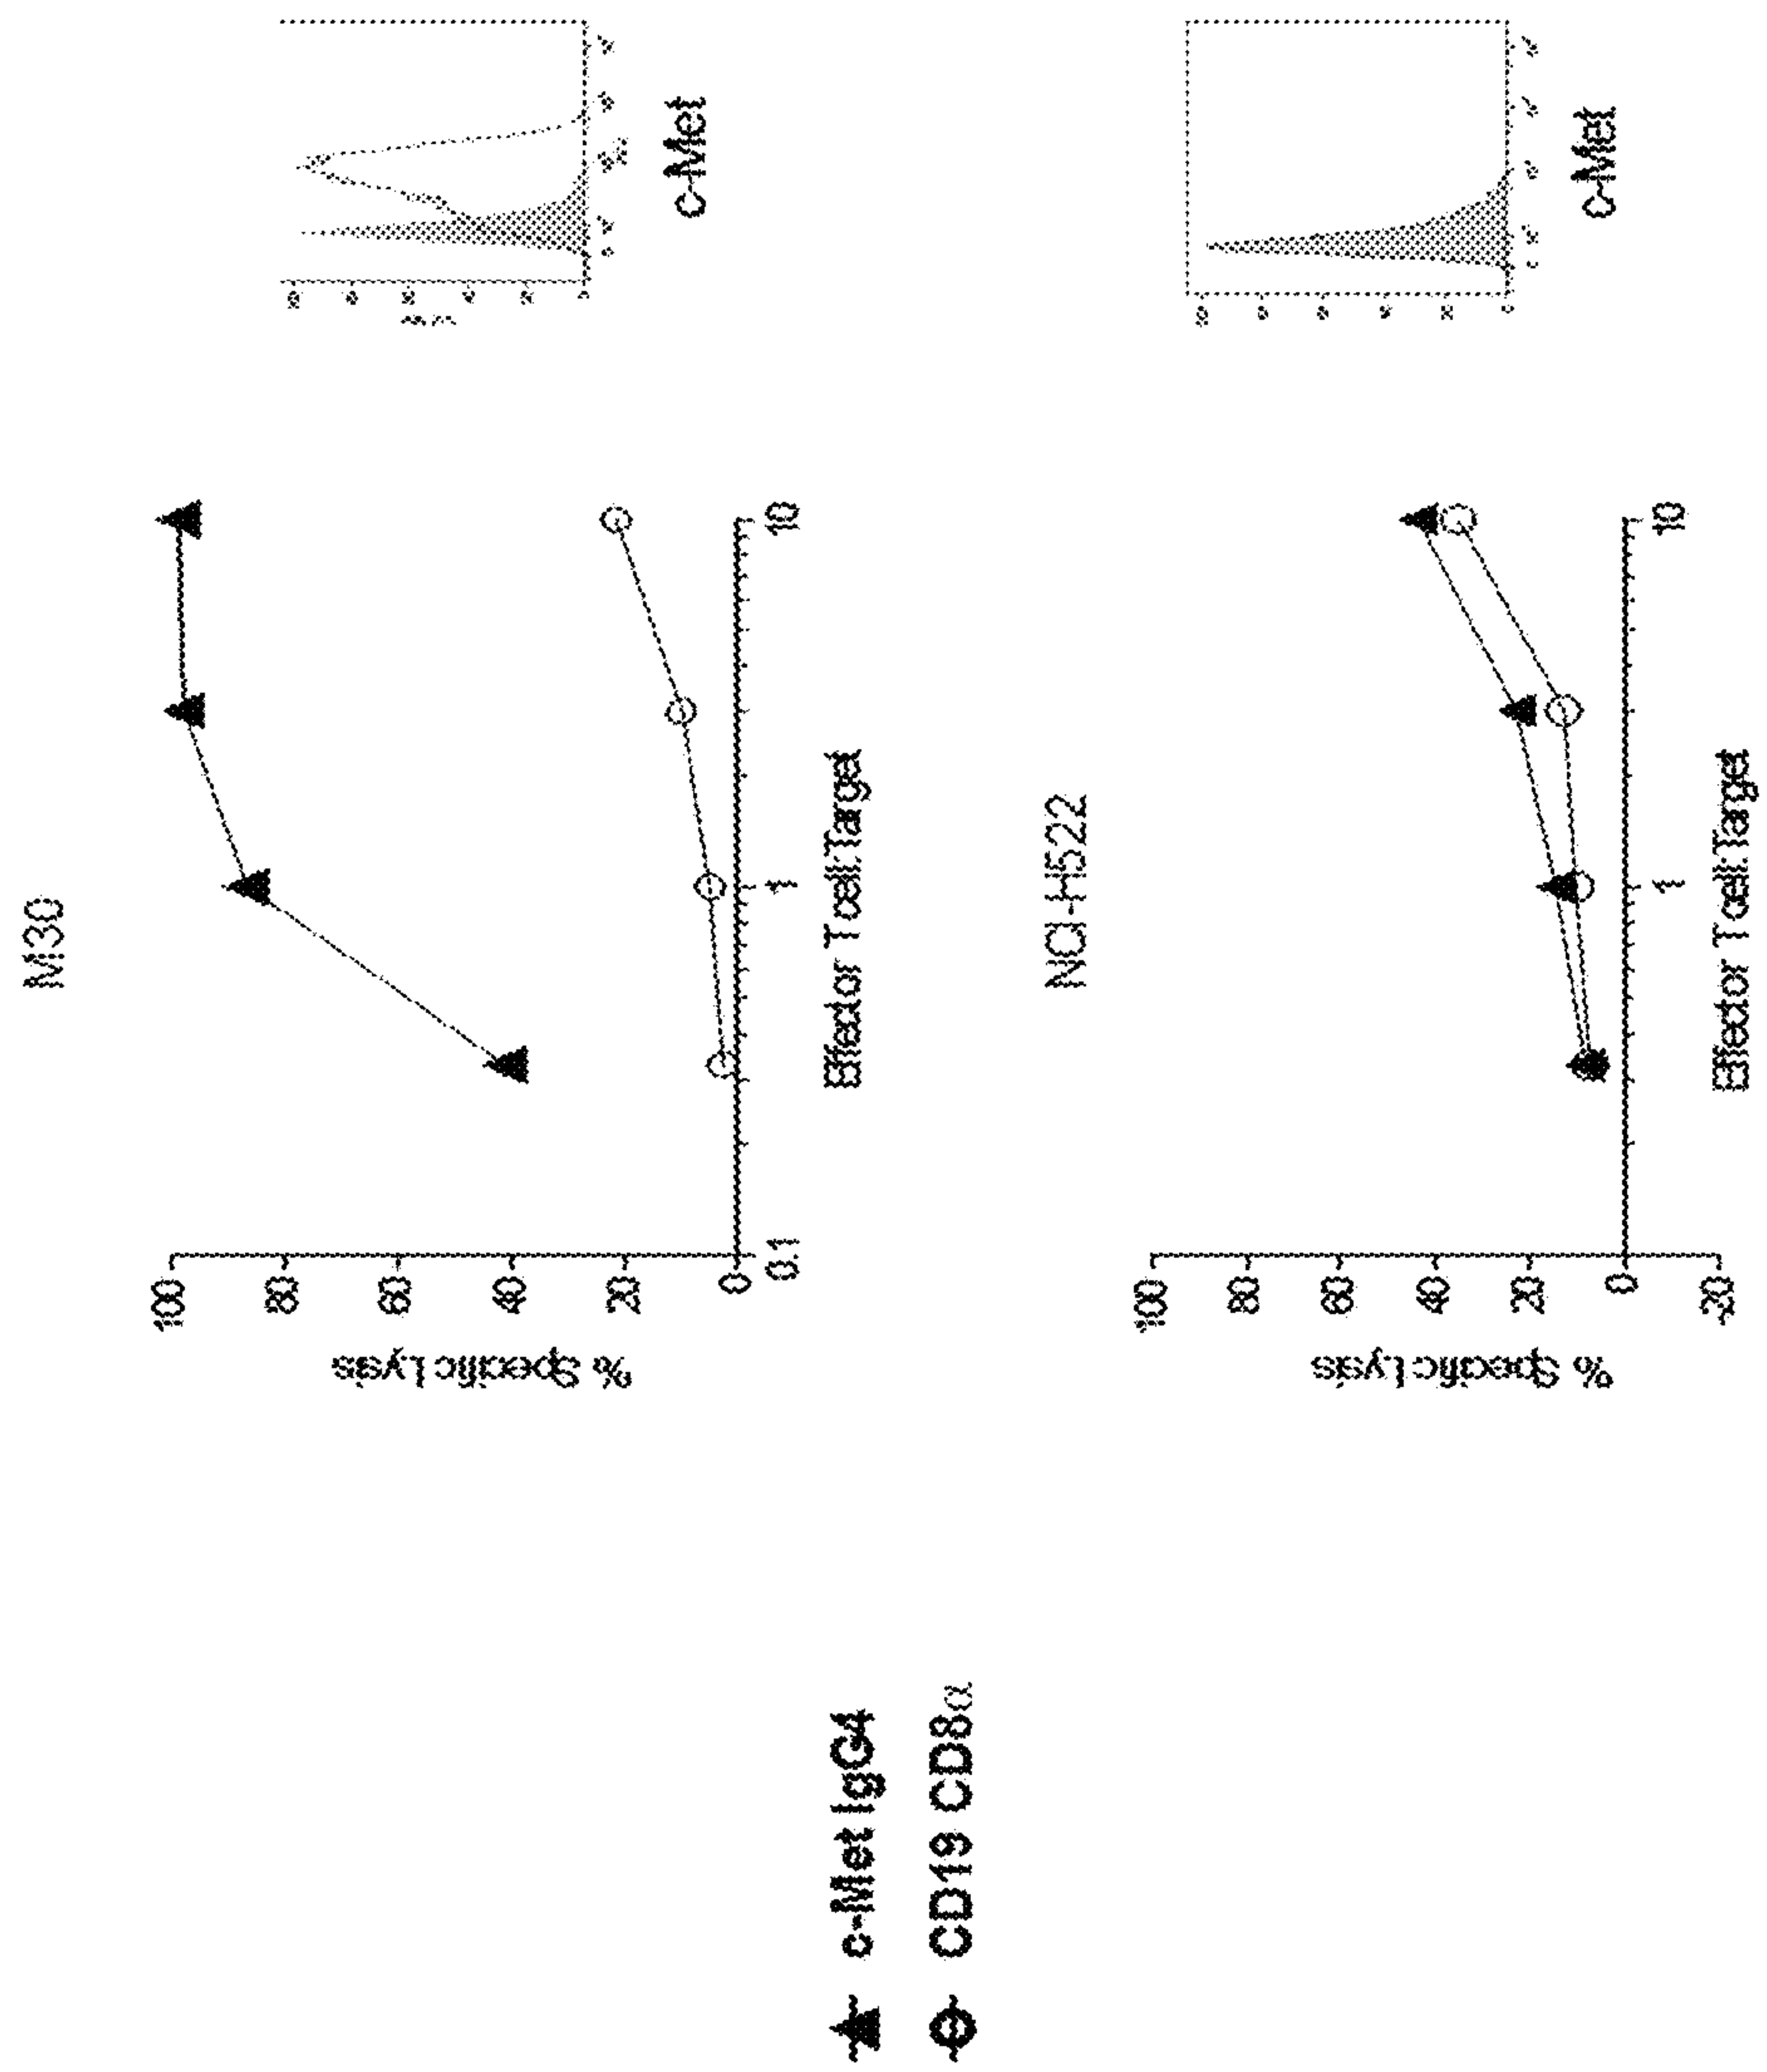 M30
% Specific Lysis
100
80
60
40
20
0
0.1
1
10
Effector T cell:Target
c-Met
c-Met IgG4
CD19 CD8α
NCI-H522
% Specific Lysis
100
80
60
40
20
0
-20
1
10
Effector T cell:Target
c-Met